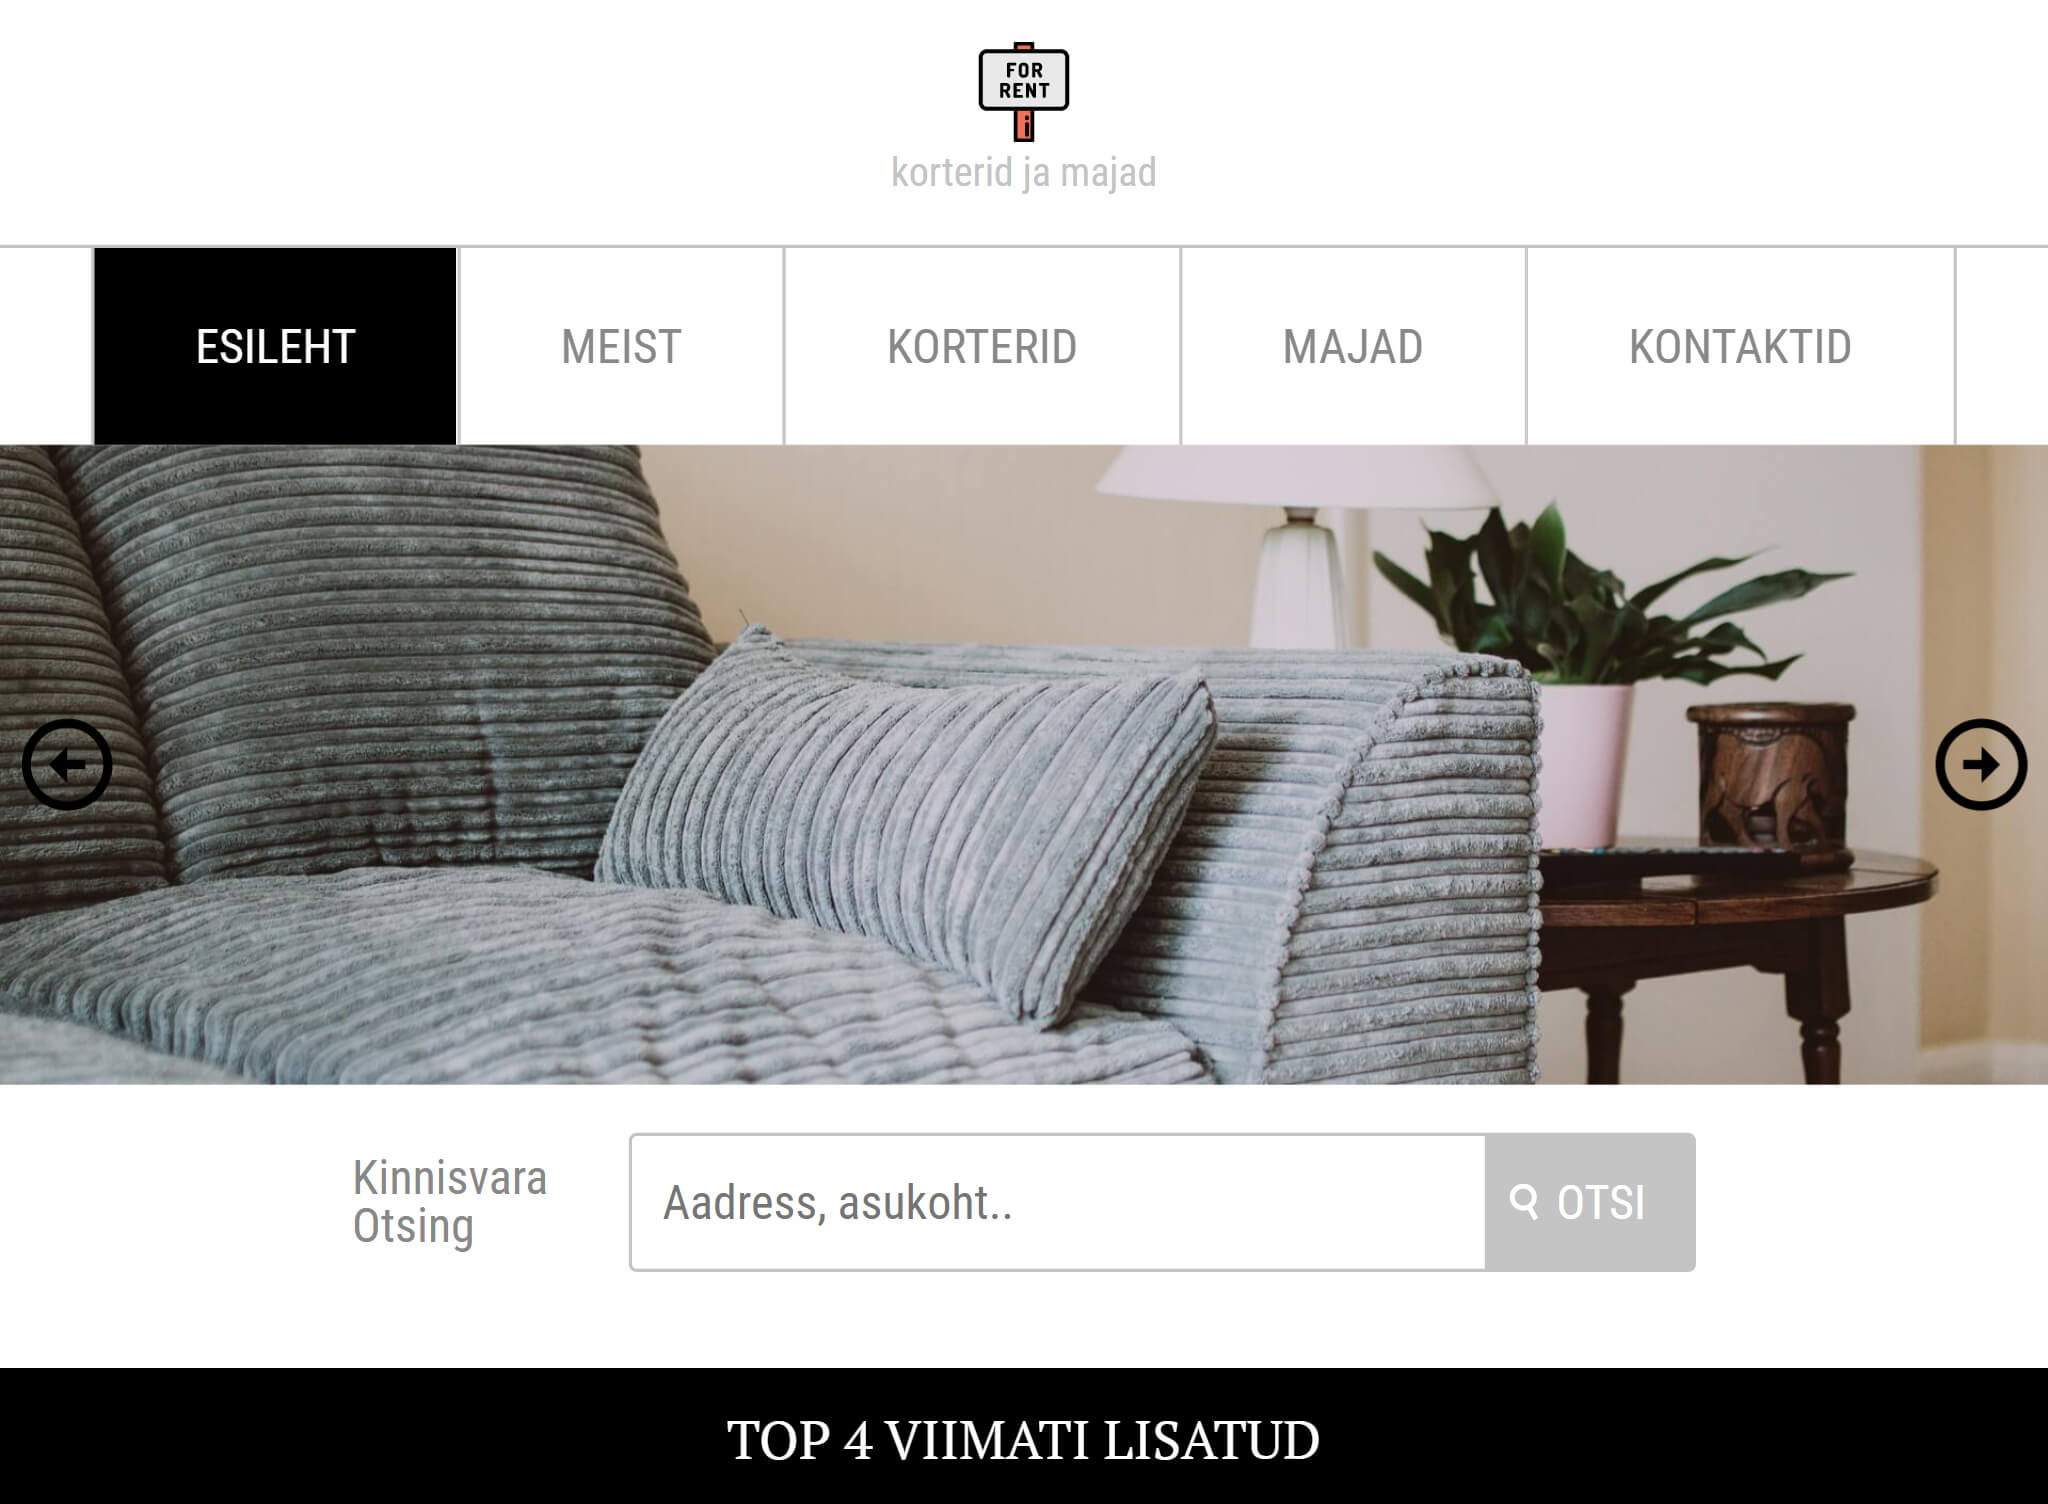 FOR
RENT
korterid ja majad
ESILEHT
MEIST
KORTERID
MAJAD
KONTAKTID
Kinnisvara
Otsing
Aadress, asukoht..
OTSI
TOP 4 VIIMATI LISATUD